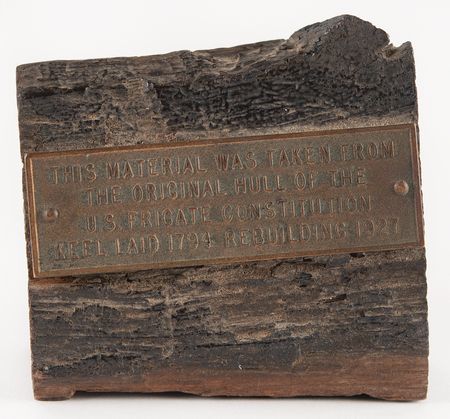 THIS MATERIAL WAS TAKEN FROM
THE ORIGINAL HULL OF THE
U.S. FRIGATE CONSTITUTION
KEEL LAID 1794 REBUILDING 1927